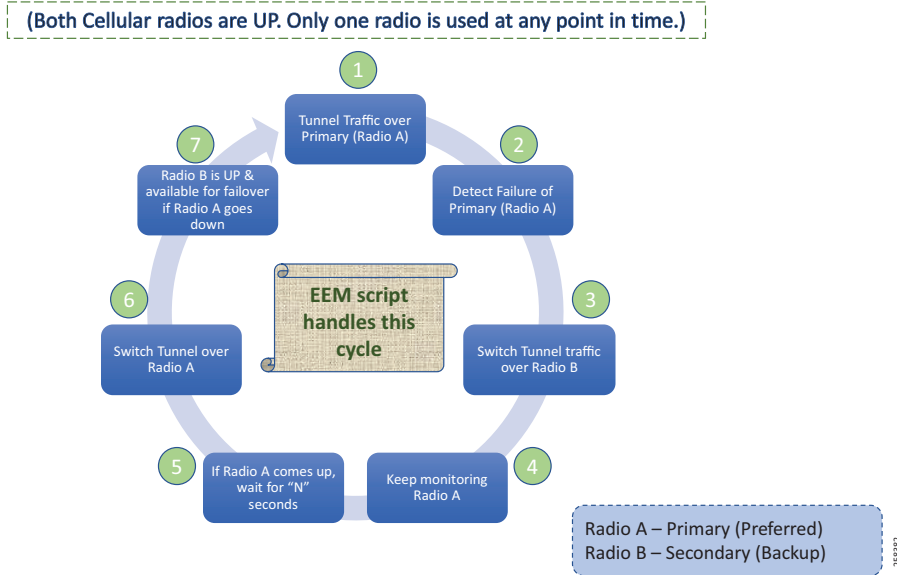 (Both Cellular radios are UP. Only one radio is used at any point in time.)
1
Tunnel Traffic over
Primary (Radio A)
2
Detect Failure of
Primary (Radio A)
3
Switch Tunnel traffic
over Radio B
4
Keep monitoring
Radio A
5
If Radio A comes up,
wait for “N”
seconds
6
Switch Tunnel over
Radio A
7
Radio B is UP &
available for failover
if Radio A goes
down
EEM script
handles this
cycle
Radio A – Primary (Preferred)
Radio B – Secondary (Backup)